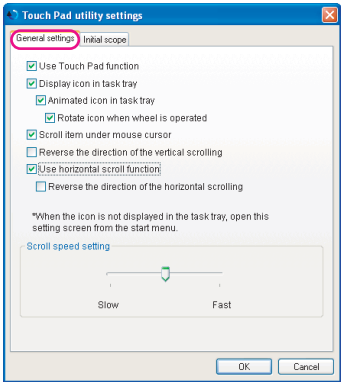 Touch Pad utility settings
General settings
Initial scope
Use Touch Pad function
Display icon in task tray
Animated icon in task tray
Rotate icon when wheel is operated
Scroll item under mouse cursor
Reverse the direction of the vertical scrolling
Use horizontal scroll function
Reverse the direction of the horizontal scrolling
*When the icon is not displayed in the task tray, open this
setting screen from the start menu.
Scroll speed setting
Slow
Fast
OK
Cancel